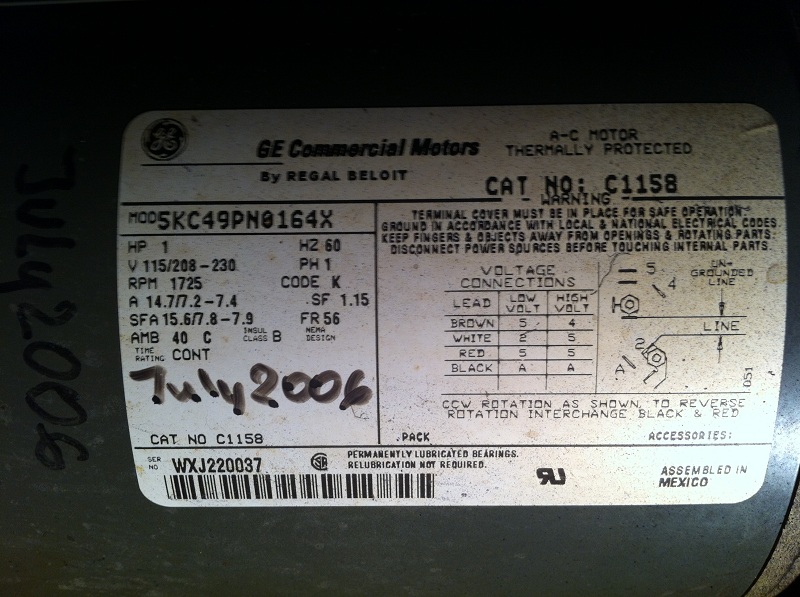 GE Commercial Motors
By REGAL BELOIT
A-C MOTOR
THERMALLY PROTECTED
CAT NO: C1158
MOD 5KC49PN0164X
HP 1 HZ 60
V 115/208-230 PH 1
RPM 1725 CODE K
A 14.7/7.2-7.4 SF 1.15
SFA 15.6/7.8-7.9 FR 56
AMB 40 C INSUL CLASS B NEMA DESIGN
TIME RATING CONT
July 2006
CAT NO C1158
WARNING
TERMINAL COVER MUST BE IN PLACE FOR SAFE OPERATION.
GROUND IN ACCORDANCE WITH LOCAL & NATIONAL ELECTRICAL CODES
KEEP FINGERS & OBJECTS AWAY FROM OPENINGS & ROTATING PARTS.
DISCONNECT POWER SOURCES BEFORE TOUCHING INTERNAL PARTS.
VOLTAGE
CONNECTIONS
LEAD LOW VOLT HIGH VOLT
BROWN 5 4
WHITE 2 5
RED 5 5
BLACK A A
5
4
UN-
GROUNDED
LINE
LINE
2
A
1
051
CCW ROTATION AS SHOWN, TO REVERSE
ROTATION INTERCHANGE BLACK & RED
.PACK ACCESSORIES:
SER NO WXJ220037
PERMANENTLY LUBRICATED BEARINGS.
RELUBRICATION NOT REQUIRED.
ASSEMBLED IN
MEXICO
July 2006